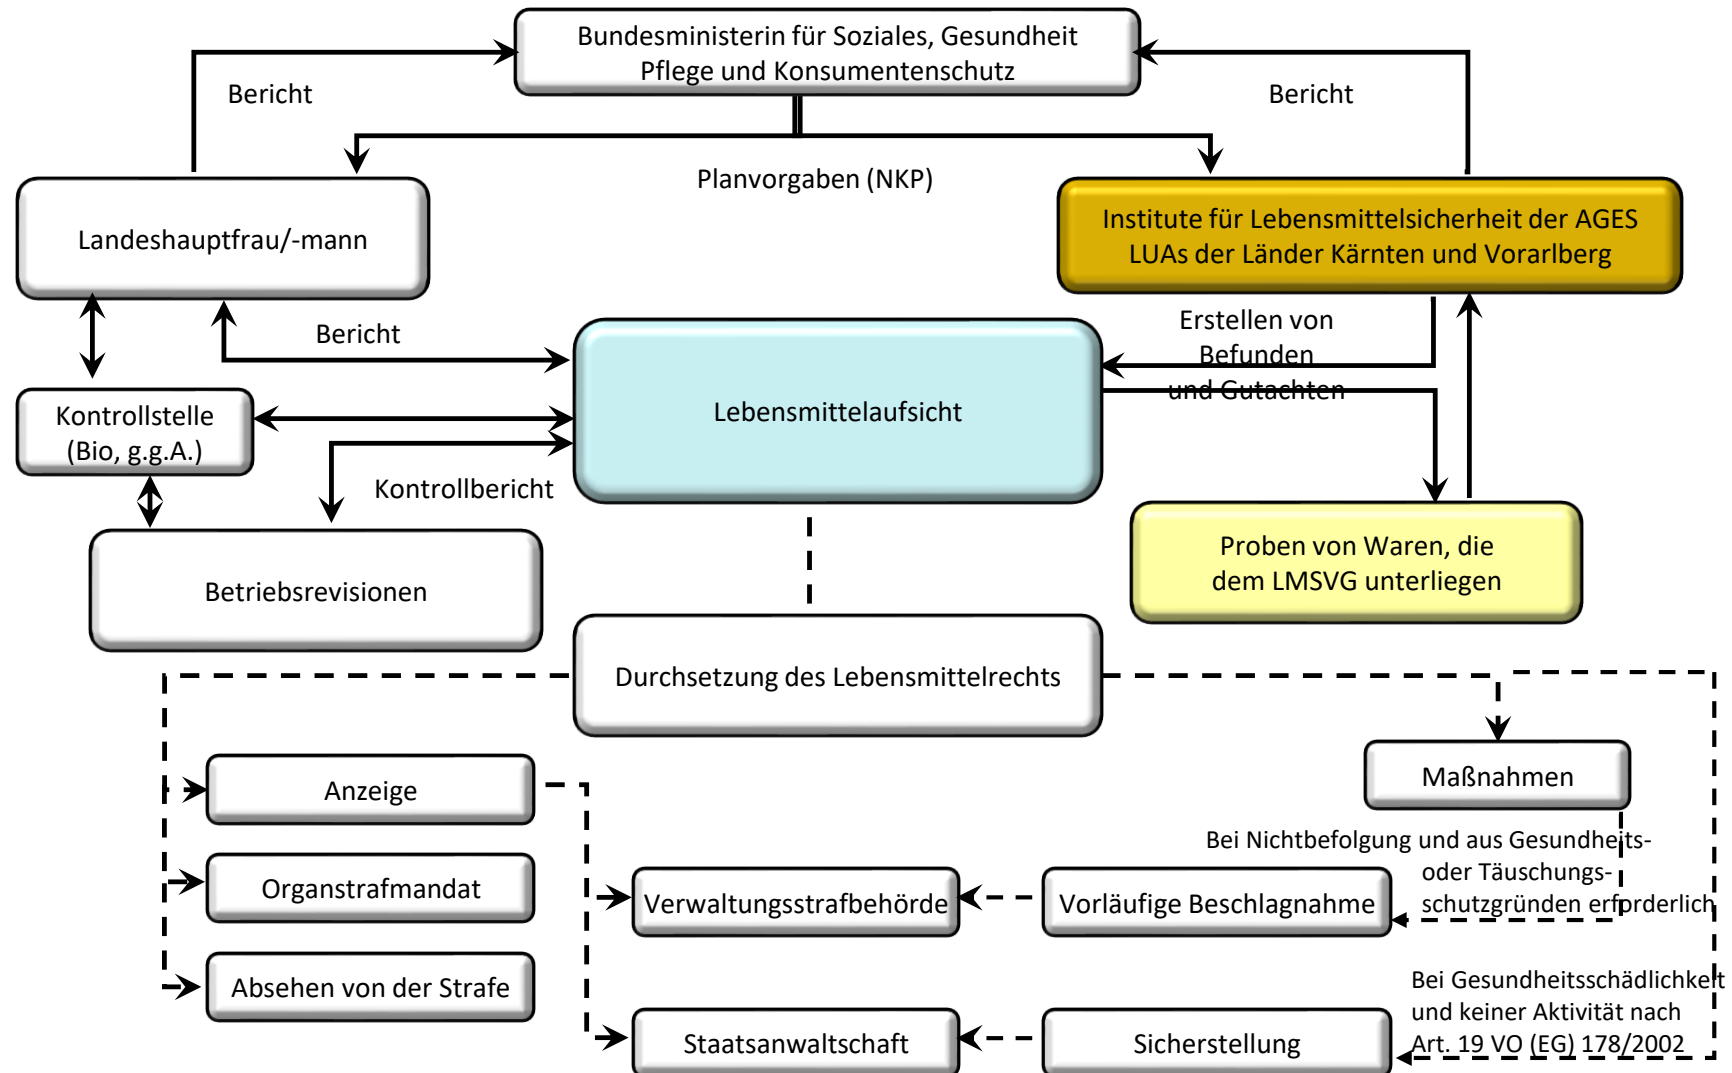 Bundesministerin für Soziales, Gesundheit
Pflege und Konsumentenschutz
Bericht
Bericht
Planvorgaben (NKP)
Landeshauptfrau/-mann
Institute für Lebensmittelsicherheit der AGES
LUAs der Länder Kärnten und Vorarlberg
Bericht
Erstellen von
Befunden
und Gutachten
Kontrollstelle
(Bio, g.g.A.)
Lebensmittelaufsicht
Kontrollbericht
Betriebsrevisionen
Proben von Waren, die
dem LMSVG unterliegen
Durchsetzung des Lebensmittelrechts
Anzeige
Maßnahmen
Bei Nichtbefolgung und aus Gesundheits-
oder Täuschungs-
schutzgründen erforderlich
Organstrafmandat
Verwaltungsstrafbehörde
Vorläufige Beschlagnahme
Absehen von der Strafe
Bei Gesundheitsschädlichkeit
und keiner Aktivität nach
Art. 19 VO (EG) 178/2002
Staatsanwaltschaft
Sicherstellung